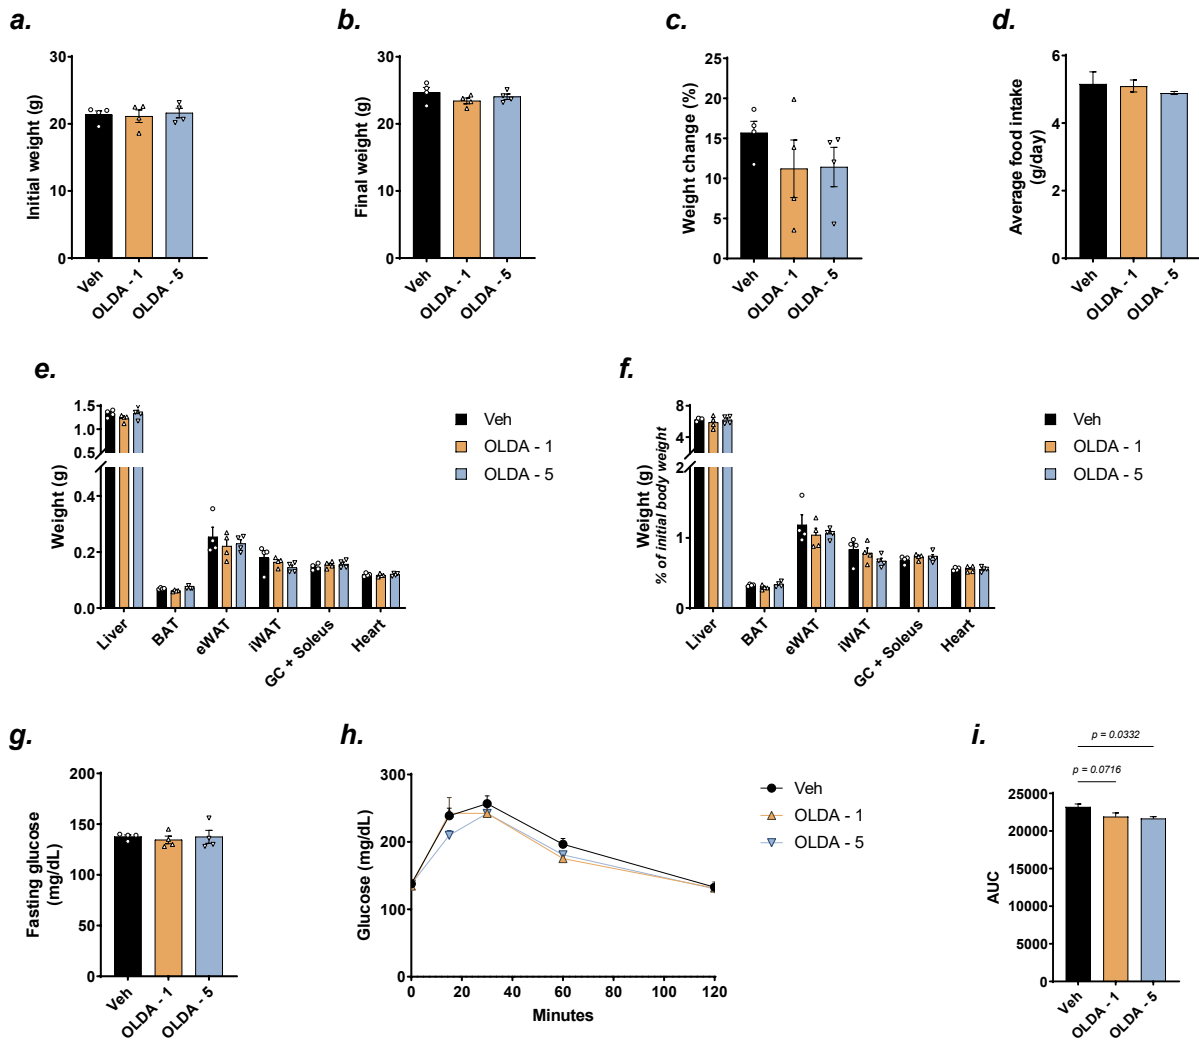 a.
Initial weight (g)
30
20
10
0
Veh
OLDA - 1
OLDA - 5
b.
Final weight (g)
30
20
10
0
Veh
OLDA - 1
OLDA - 5
c.
Weight change (%)
25
20
15
10
5
0
Veh
OLDA - 1
OLDA - 5
d.
Average food intake
(g/day)
6
4
2
0
Veh
OLDA - 1
OLDA - 5
e.
Weight (g)
1.5
1.0
0.5
0.4
0.2
0.0
Liver
BAT
eWAT
iWAT
GC + Soleus
Heart
Veh
OLDA - 1
OLDA - 5
f.
Weight (g)
% of initial body weight
8
4
2
1
0
Liver
BAT
eWAT
iWAT
GC + Soleus
Heart
Veh
OLDA - 1
OLDA - 5
g.
Fasting glucose
(mg/dL)
200
150
100
50
0
Veh
OLDA - 1
OLDA - 5
h.
Glucose (mg/dL)
300
200
100
0
0
20
40
60
80
100
120
Minutes
Veh
OLDA - 1
OLDA - 5
i.
p = 0.0332
p = 0.0716
AUC
25000
20000
15000
10000
5000
0
Veh
OLDA - 1
OLDA - 5